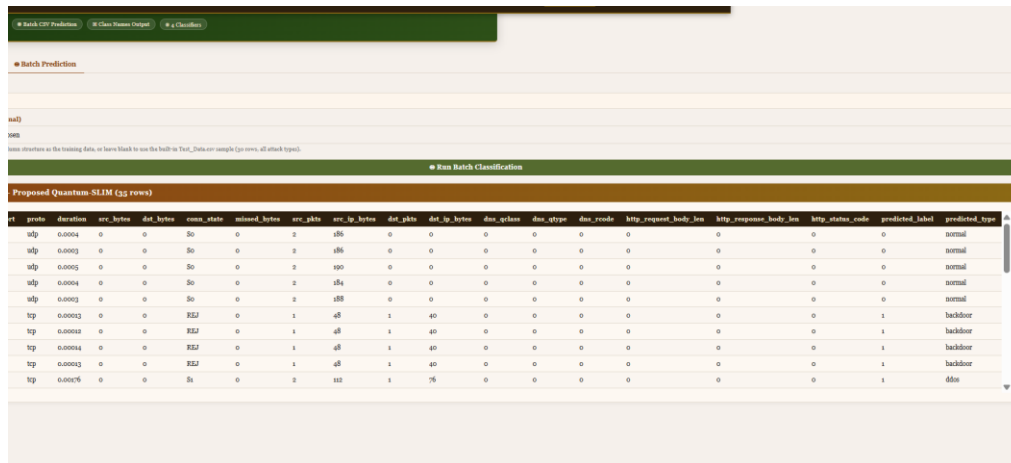 Batch CSV Prediction Class Names Output 4 Classifiers
Batch Prediction
nal)
osen
same structure as the training data, or leave blank to use the built-in Test_Data.csv sample (50 rows, all attack types).
Run Batch Classification
- Proposed Quantum-SLIM (35 rows)
rt proto duration src_bytes dst_bytes conn_state missed_bytes src_pkts src_ip_bytes dst_pkts dst_ip_bytes dns_qclass dns_qtype dns_rcode http_request_body_len http_response_body_len http_status_code predicted_label predicted_type
udp 0.0004 0 0 S0 0 2 186 0 0 0 0 0 0 0 0 0 normal
udp 0.0003 0 0 S0 0 2 186 0 0 0 0 0 0 0 0 0 normal
udp 0.0005 0 0 S0 0 2 190 0 0 0 0 0 0 0 0 0 normal
udp 0.0004 0 0 S0 0 2 184 0 0 0 0 0 0 0 0 0 normal
udp 0.0003 0 0 S0 0 2 188 0 0 0 0 0 0 0 0 0 normal
tcp 0.00013 0 0 REJ 0 1 48 1 40 0 0 0 0 0 0 1 backdoor
tcp 0.00012 0 0 REJ 0 1 48 1 40 0 0 0 0 0 0 1 backdoor
tcp 0.00014 0 0 REJ 0 1 48 1 40 0 0 0 0 0 0 1 backdoor
tcp 0.00013 0 0 REJ 0 1 48 1 40 0 0 0 0 0 0 1 backdoor
tcp 0.00176 0 0 S1 0 2 112 1 76 0 0 0 0 0 0 1 ddos